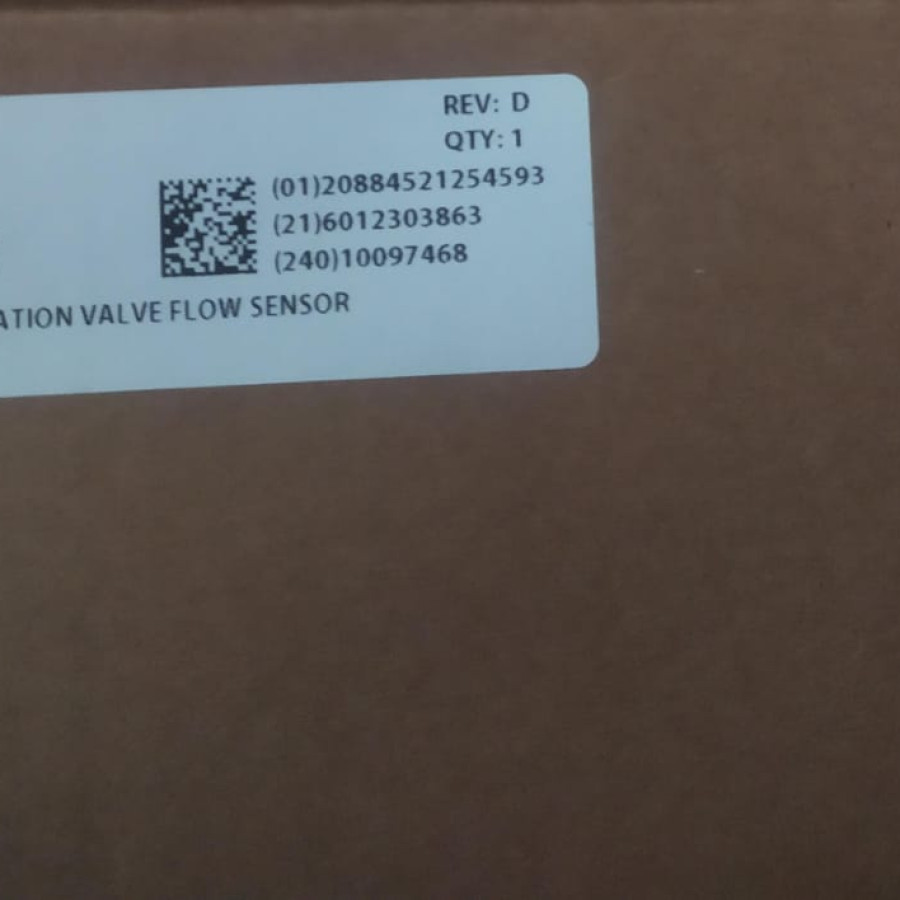 REV: D
QTY: 1
(01)20884521254593
(21)6012303863
(240)10097468
ATION VALVE FLOW SENSOR